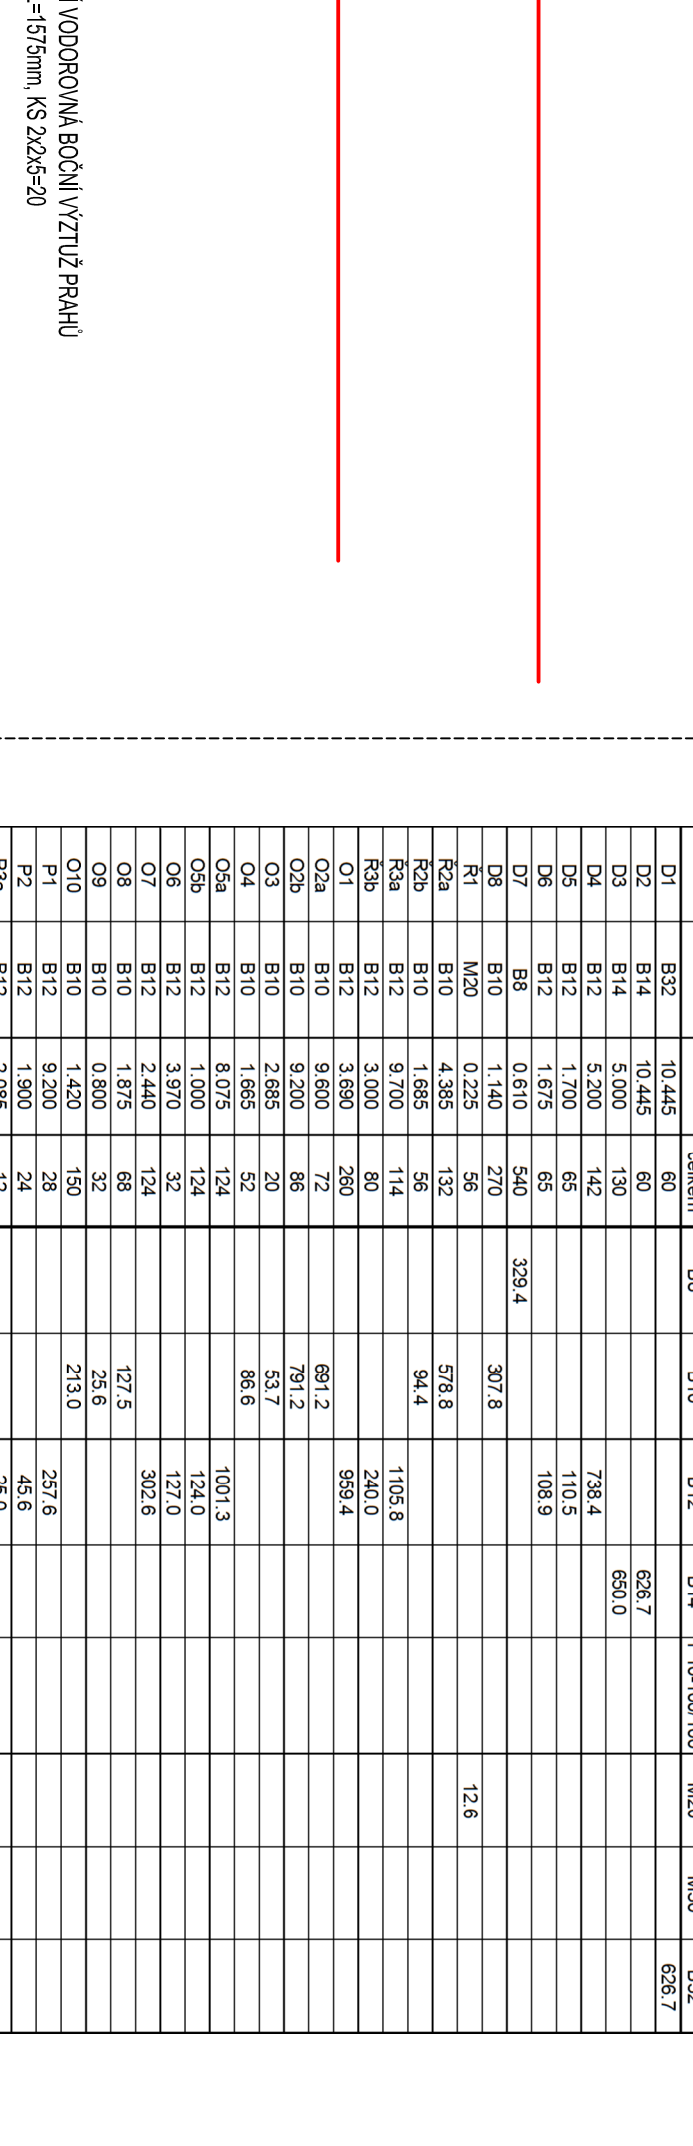 VODOROVNÁ BOČNÍ VÝZTUŽ PRAHŮ
=1575mm, KS 2x2x5=20
D1 B32 10.445 60 626.7
D2 B14 10.445 60 626.7
D3 B14 5.000 130 650.0
D4 B12 5.200 142 738.4
D5 B12 1.700 65 110.5
D6 B12 1.675 65 108.9
D7 B8 0.610 540 329.4
D8 B10 1.140 270 307.8
Ř1 M20 0.225 56 12.6
Ř2a B10 4.385 132 578.8
Ř2b B10 1.685 56 94.4
Ř3a B12 9.700 114 1105.8
Ř3b B12 3.000 80 240.0
O1 B12 3.690 260 959.4
O2a B10 9.600 72 691.2
O2b B10 9.200 86 791.2
O3 B10 2.685 20 53.7
O4 B10 1.665 52 86.6
O5a B12 8.075 124 1001.3
O5b B12 1.000 124 124.0
O6 B12 3.970 32 127.0
O7 B12 2.440 124 302.6
O8 B10 1.875 68 127.5
O9 B10 0.800 32 25.6
O10 B10 1.420 150 213.0
P1 B12 9.200 28 257.6
P2 B12 1.900 24 45.6